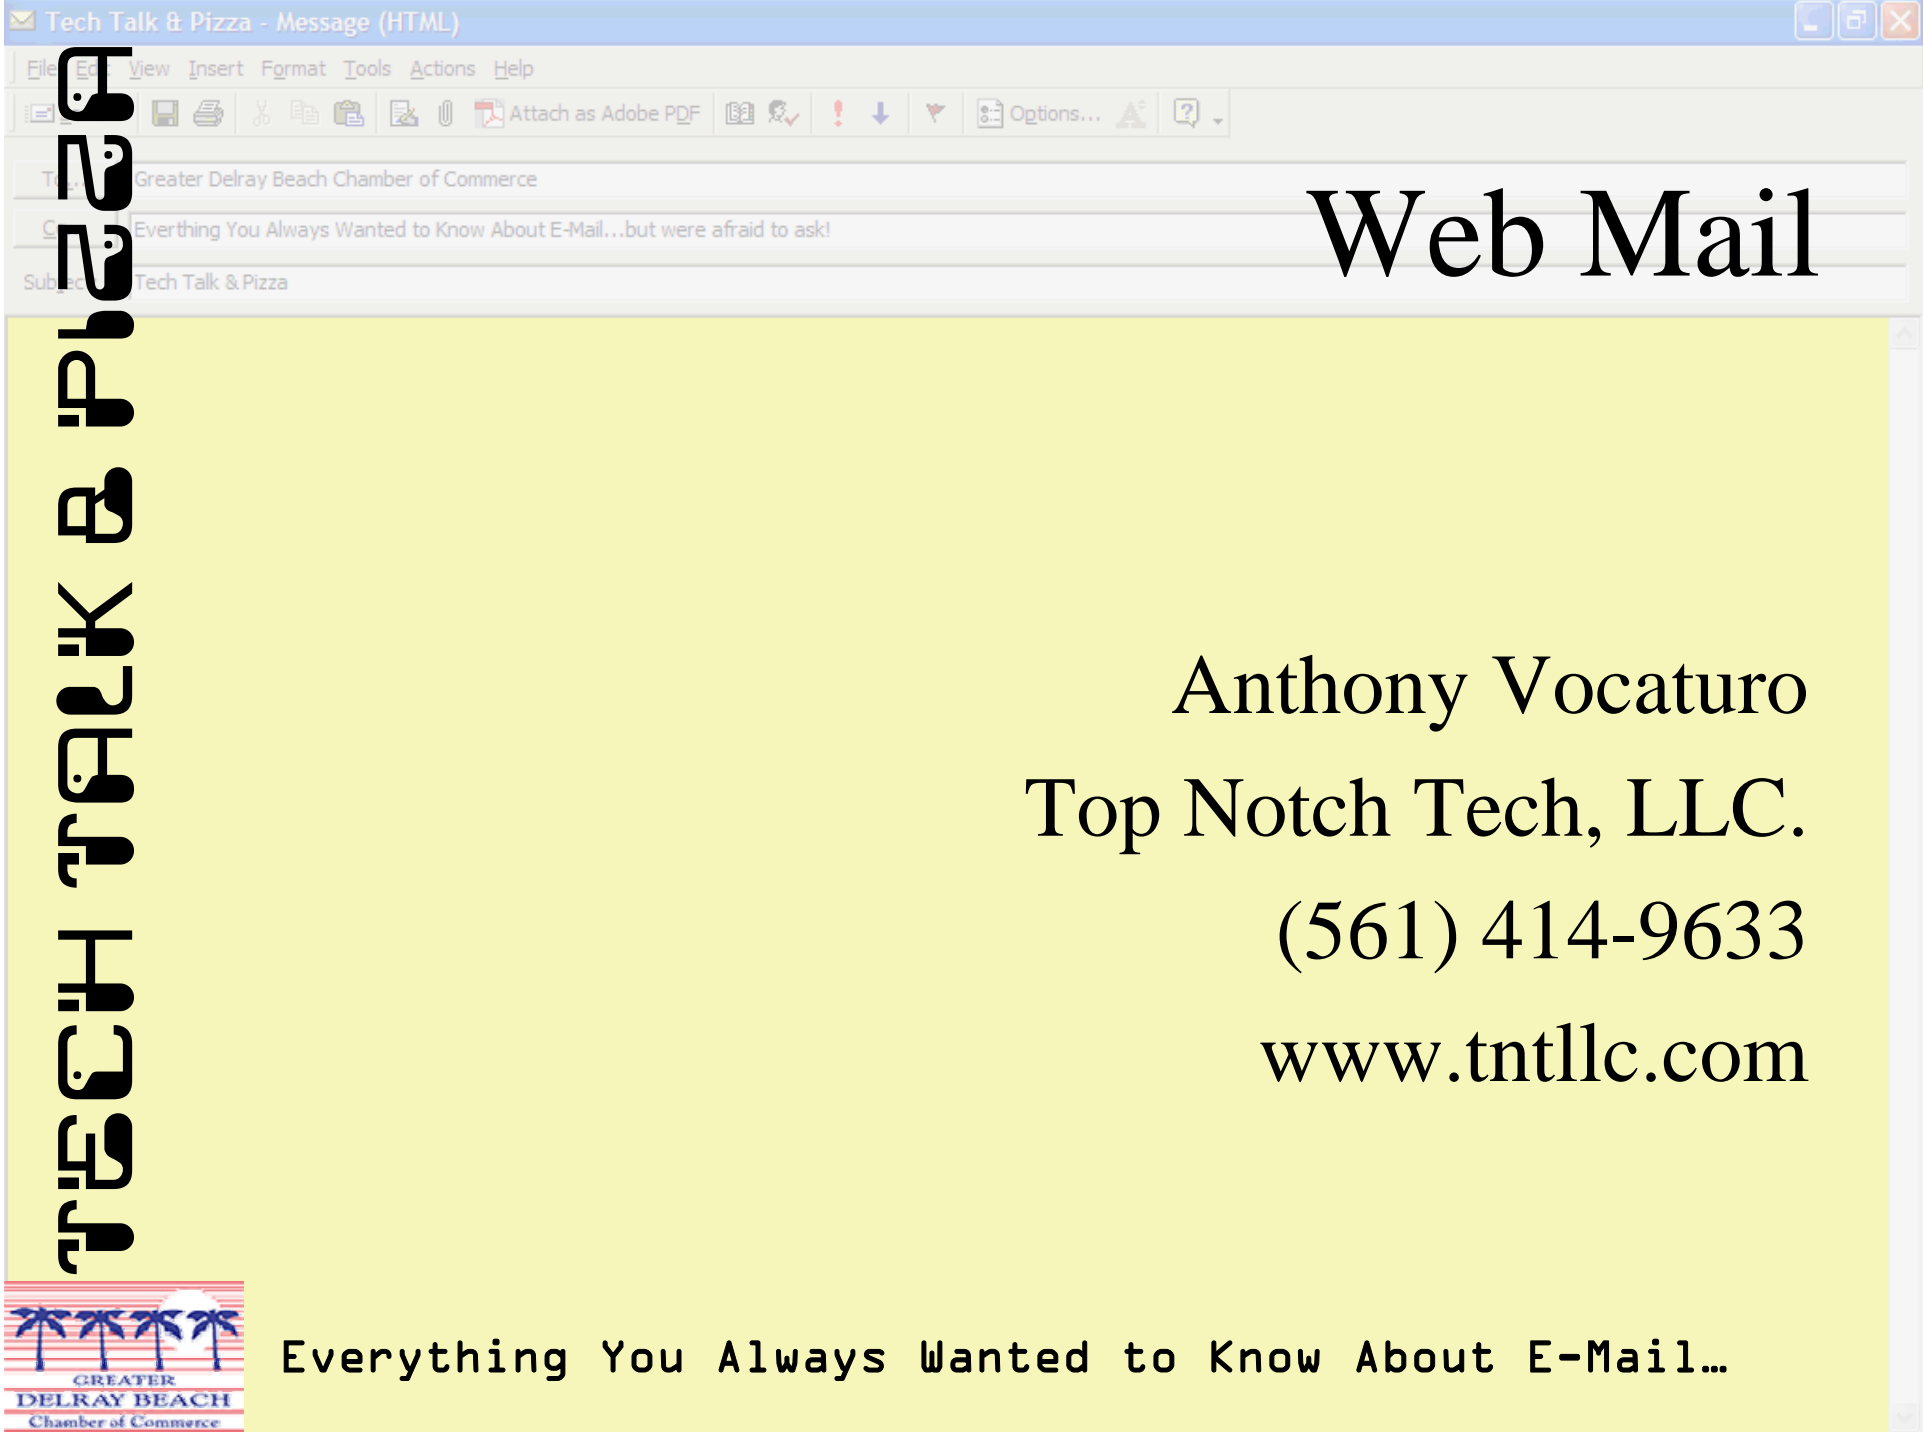 Tech Talk & Pizza - Message (HTML)
File Edit View Insert Format Tools Actions Help
Attach as Adobe PDF Options...
To... Greater Delray Beach Chamber of Commerce
Everthing You Always Wanted to Know About E-Mail...but were afraid to ask!
Subject: Tech Talk & Pizza
Web Mail
TECH TALK & PIZZA
Anthony Vocaturo
Top Notch Tech, LLC.
(561) 414-9633
www.tntllc.com
GREATER
DELRAY BEACH
Chamber of Commerce
Everything You Always Wanted to Know About E-Mail…